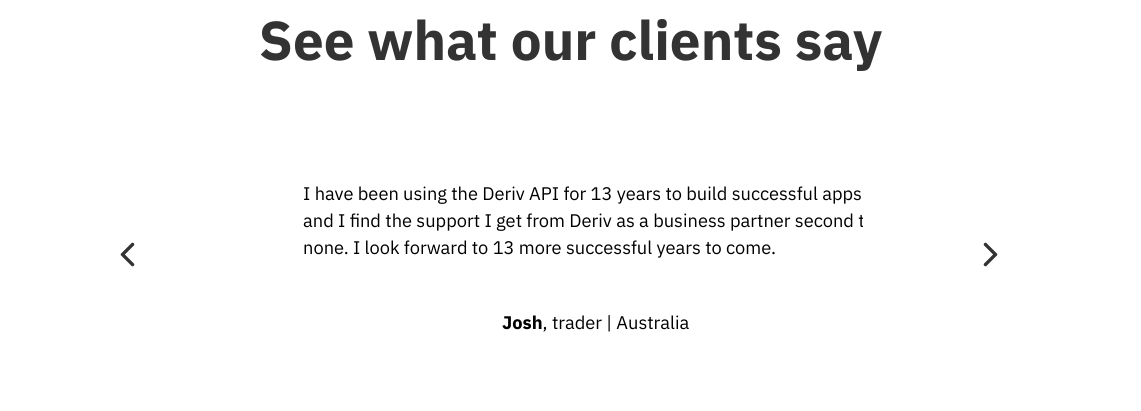 See what our clients say
I have been using the Deriv API for 13 years to build successful apps
and I find the support I get from Deriv as a business partner second t
none. I look forward to 13 more successful years to come.
Josh, trader | Australia